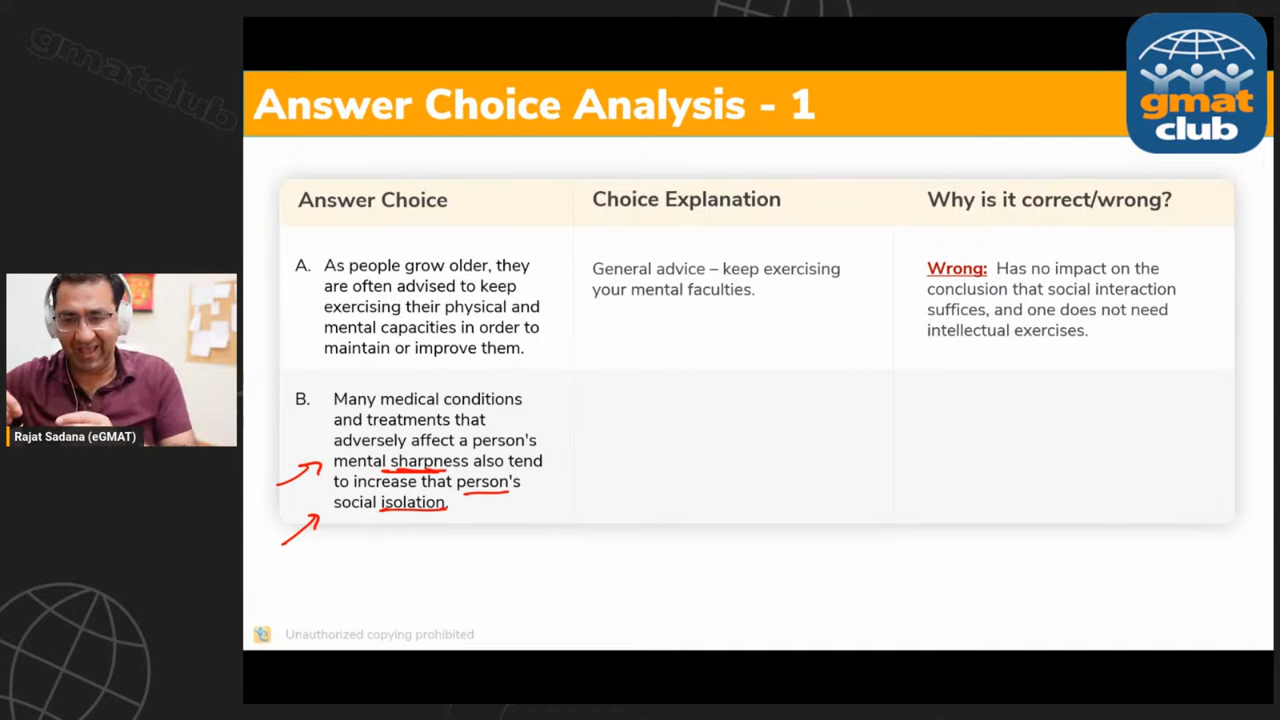 gmatclub
gmatclub
gmat
club
Answer Choice Analysis - 1
Answer Choice
Choice Explanation
Why is it correct/wrong?
A. As people grow older, they
are often advised to keep
exercising their physical and
mental capacities in order to
maintain or improve them.
General advice – keep exercising
your mental faculties.
Wrong: Has no impact on the
conclusion that social interaction
suffices, and one does not need
intellectual exercises.
B. Many medical conditions
and treatments that
adversely affect a person's
mental sharpness also tend
to increase that person's
social isolation.
Rajat Sadana (eGMAT)
Unauthorized copying prohibited